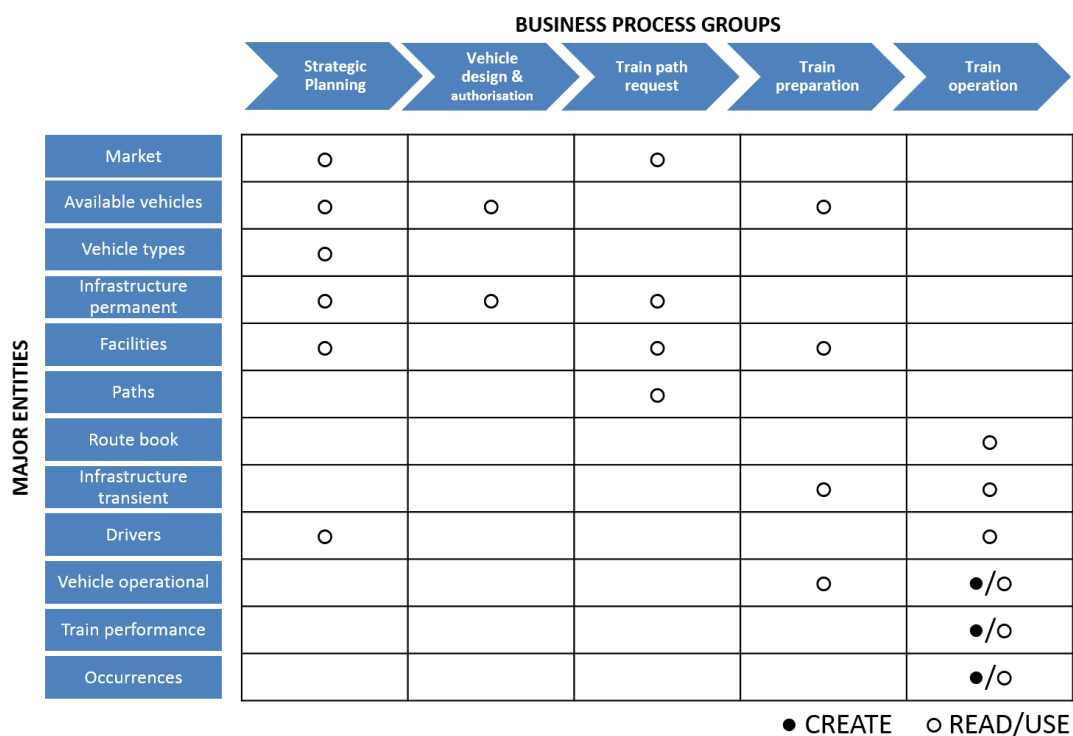 BUSINESS PROCESS GROUPS
Strategic
Planning
Vehicle
design &
authorisation
Train path
request
Train
preparation
Train
operation
MAJOR ENTITIES
Market
Available vehicles
Vehicle types
Infrastructure
permanent
Facilities
Paths
Route book
Infrastructure
transient
Drivers
Vehicle operational
Train performance
Occurrences
● CREATE ○ READ/USE